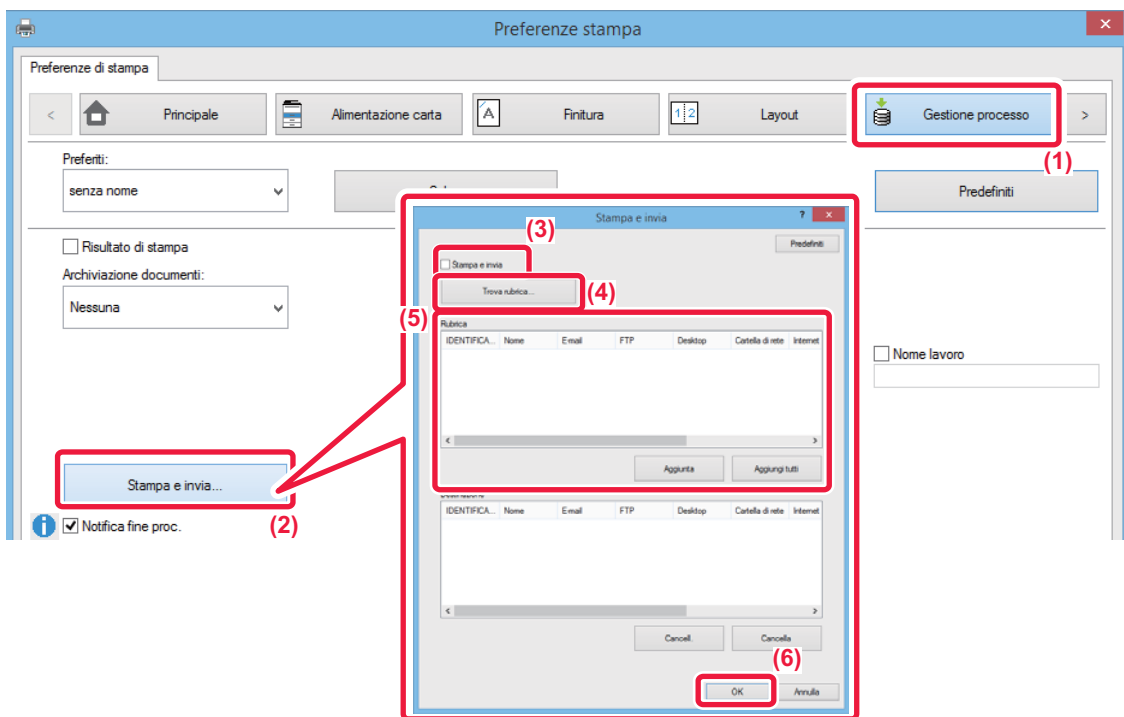 Preferenze stampa
Preferenze di stampa
< Principale Alimentazione carta A Finitura 1 2 Layout Gestione processo >
(1)
Preferiti:
senza nome
Predefiniti
Risultato di stampa
Archiviazione documenti:
Nessuna
Nome lavoro
Stampa e invia...
(2)
Notifica fine proc.
Stampa e invia ?
(3)
Predefiniti
Stampa e invia
Trova rubrica...
(4)
(5)
Rubrica
IDENTIFICA... Nome E-mail FTP Desktop Cartella di rete Internet
Aggiunta Aggiungi tutti
IDENTIFICA... Nome E-mail FTP Desktop Cartella di rete Internet
Cancell. Cancella
(6)
OK Annulla